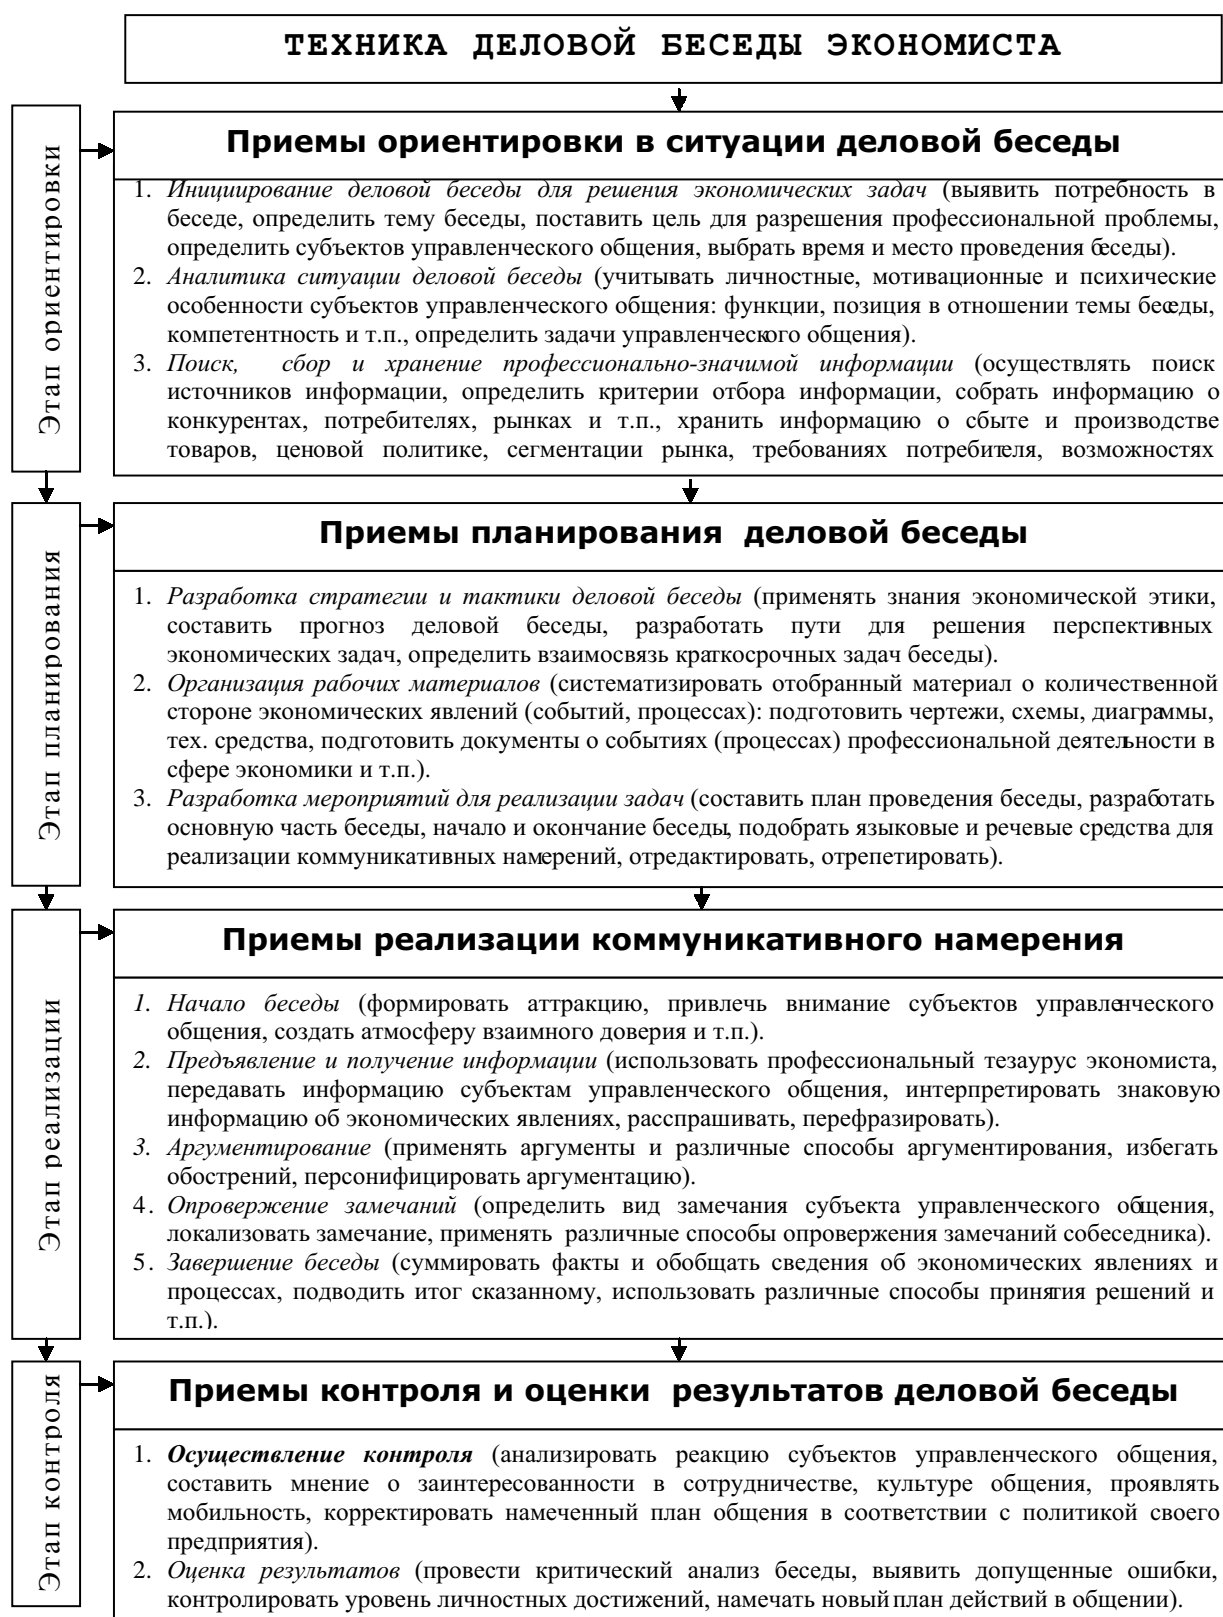 ТЕХНИКА ДЕЛОВОЙ БЕСЕДЫ ЭКОНОМИСТА
Этап ориентировки
Приемы ориентировки в ситуации деловой беседы
1. Инициирование деловой беседы для решения экономических задач (выявить потребность в
беседе, определить тему беседы, поставить цель для разрешения профессиональной проблемы,
определить субъектов управленческого общения, выбрать время и место проведения беседы).
2. Аналитика ситуации деловой беседы (учитывать личностные, мотивационные и психические
особенности субъектов управленческого общения: функции, позиция в отношении темы беседы,
компетентность и т.п., определить задачи управленческого общения).
3. Поиск, сбор и хранение профессионально-значимой информации (осуществлять поиск
источников информации, определить критерии отбора информации, собрать информацию о
конкурентах, потребителях, рынках и т.п., хранить информацию о сбыте и производстве
товаров, ценовой политике, сегментации рынка, требованиях потребителя, возможностях
Этап планирования
Приемы планирования деловой беседы
1. Разработка стратегии и тактики деловой беседы (применять знания экономической этики,
составить прогноз деловой беседы, разработать пути для решения перспективных
экономических задач, определить взаимосвязь краткосрочных задач беседы).
2. Организация рабочих материалов (систематизировать отобранный материал о количественной
стороне экономических явлений (событий, процессах): подготовить чертежи, схемы, диаграммы,
тех. средства, подготовить документы о событиях (процессах) профессиональной деятельности в
сфере экономики и т.п.).
3. Разработка мероприятий для реализации задач (составить план проведения беседы, разработать
основную часть беседы, начало и окончание беседы, подобрать языковые и речевые средства для
реализации коммуникативных намерений, отредактировать, отрепетировать).
Этап реализации
Приемы реализации коммуникативного намерения
1. Начало беседы (формировать аттракцию, привлечь внимание субъектов управленческого
общения, создать атмосферу взаимного доверия и т.п.).
2. Предъявление и получение информации (использовать профессиональный тезаурус экономиста,
передавать информацию субъектам управленческого общения, интерпретировать знаковую
информацию об экономических явлениях, расспрашивать, перефразировать).
3. Аргументирование (применять аргументы и различные способы аргументирования, избегать
обострений, персонифицировать аргументацию).
4. Опровержение замечаний (определить вид замечания субъекта управленческого общения,
локализовать замечание, применять различные способы опровержения замечаний собеседника).
5. Завершение беседы (суммировать факты и обобщать сведения об экономических явлениях и
процессах, подводить итог сказанному, использовать различные способы принятия решений и
т.п.).
Этап контроля
Приемы контроля и оценки результатов деловой беседы
1. Осуществление контроля (анализировать реакцию субъектов управленческого общения,
составить мнение о заинтересованности в сотрудничестве, культуре общения, проявлять
мобильность, корректировать намеченный план общения в соответствии с политикой своего
предприятия).
2. Оценка результатов (провести критический анализ беседы, выявить допущенные ошибки,
контролировать уровень личностных достижений, намечать новый план действий в общении).